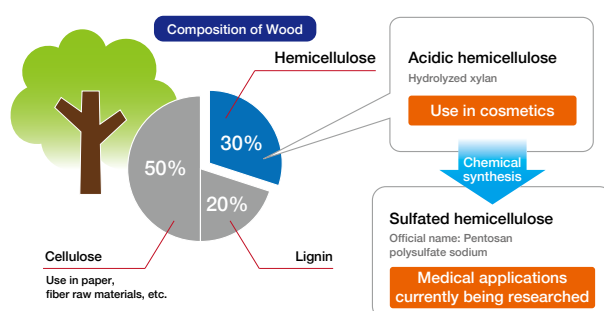 Composition of Wood
Hemicellulose
30%
50%
20%
Cellulose
Use in paper,
fiber raw materials, etc.
Lignin
Acidic hemicellulose
Hydrolyzed xylan
Use in cosmetics
Chemical
synthesis
Sulfated hemicellulose
Official name: Pentosan
polysulfate sodium
Medical applications
currently being researched